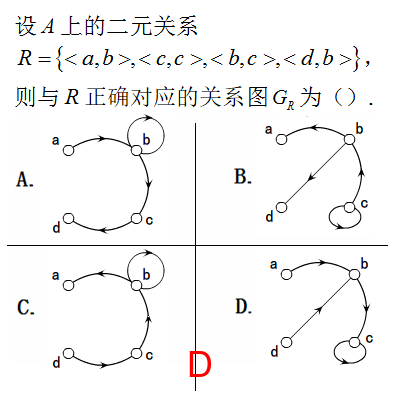 设 A 上的二元关系
R={<a,b>,<c,c>,<b,c>,<d,b>},
则与 R 正确对应的关系图 G_R 为（）.
A.
a
b
c
d
B.
a
b
c
d
C.
a
b
c
d
D.
a
b
c
d
D